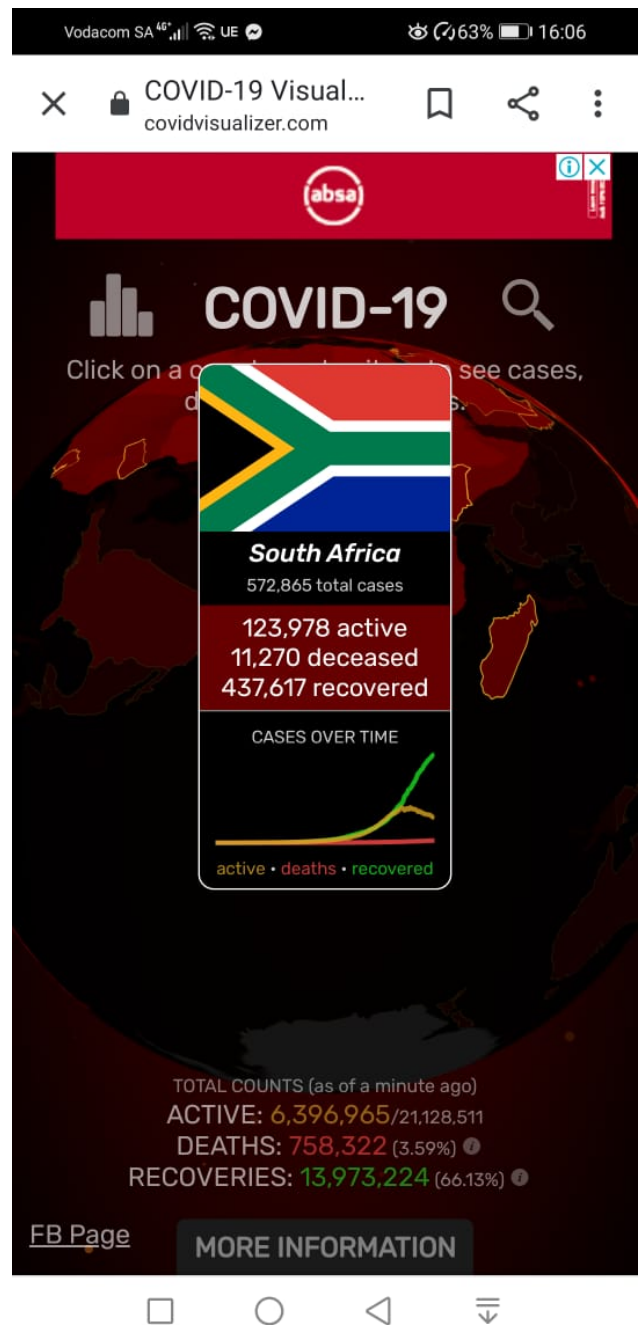 Vodacom SA 4G+ UE 63% 16:06
COVID-19 Visual...
covidvisualizer.com
absa
COVID-19
Click on a c see cases,
d s.
South Africa
572,865 total cases
123,978 active
11,270 deceased
437,617 recovered
CASES OVER TIME
active • deaths • recovered
TOTAL COUNTS (as of a minute ago)
ACTIVE: 6,396,965/21,128,511
DEATHS: 758,322 (3.59%)
RECOVERIES: 13,973,224 (66.13%)
FB Page
MORE INFORMATION